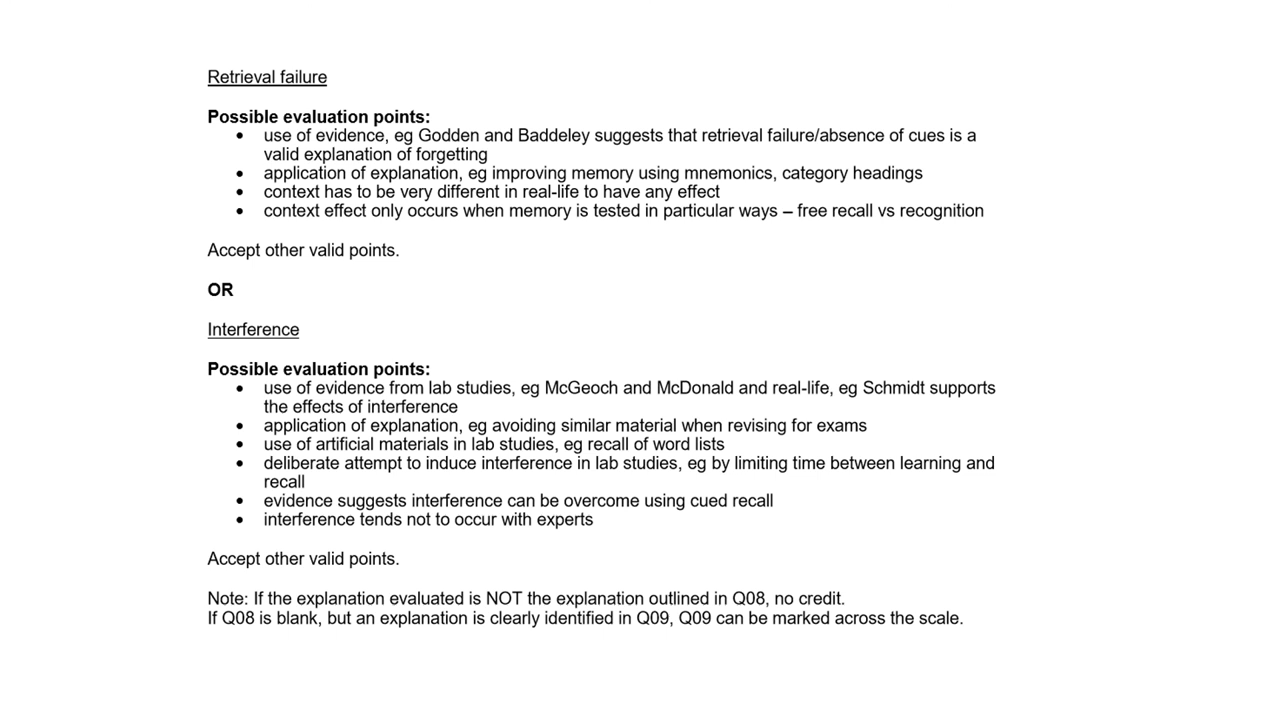 Retrieval failure
Possible evaluation points:
• use of evidence, eg Godden and Baddeley suggests that retrieval failure/absence of cues is a
valid explanation of forgetting
• application of explanation, eg improving memory using mnemonics, category headings
• context has to be very different in real-life to have any effect
• context effect only occurs when memory is tested in particular ways – free recall vs recognition
Accept other valid points.
OR
Interference
Possible evaluation points:
• use of evidence from lab studies, eg McGeoch and McDonald and real-life, eg Schmidt supports
the effects of interference
• application of explanation, eg avoiding similar material when revising for exams
• use of artificial materials in lab studies, eg recall of word lists
• deliberate attempt to induce interference in lab studies, eg by limiting time between learning and
recall
• evidence suggests interference can be overcome using cued recall
• interference tends not to occur with experts
Accept other valid points.
Note: If the explanation evaluated is NOT the explanation outlined in Q08, no credit.
If Q08 is blank, but an explanation is clearly identified in Q09, Q09 can be marked across the scale.